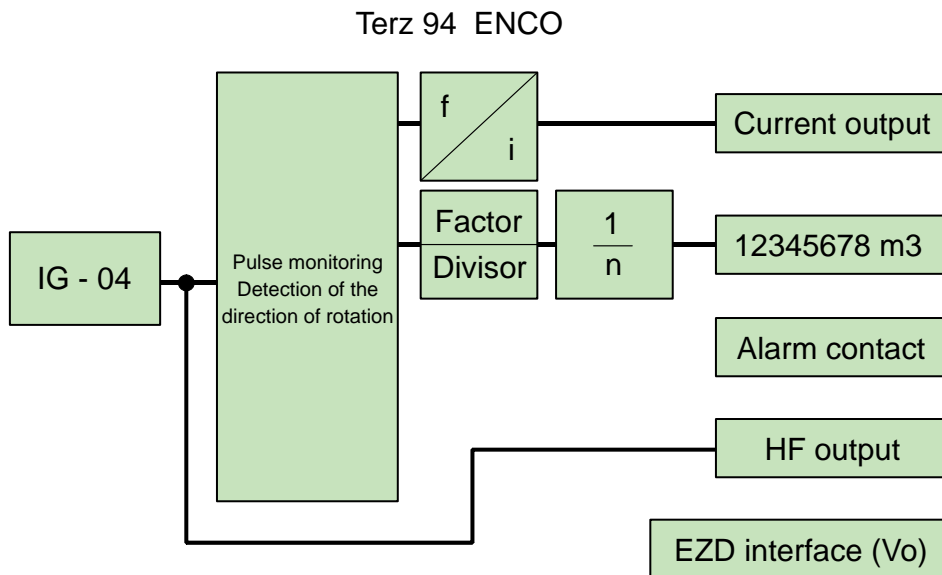 Terz 94 ENCO
f
i
Current output
Factor
Divisor
1
n
12345678 m3
IG - 04
Pulse monitoring
Detection of the
direction of rotation
Alarm contact
HF output
EZD interface (Vo)